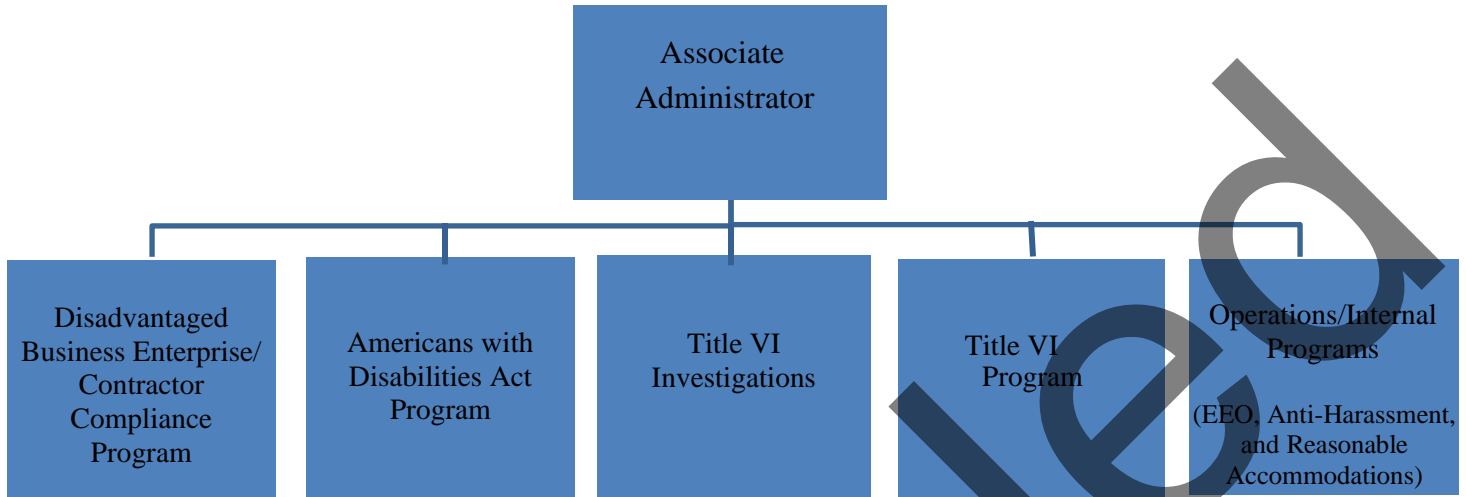 Associate
Administrator
Disadvantaged
Business Enterprise/
Contractor
Compliance
Program
Americans with
Disabilities Act
Program
Title VI
Investigations
Title VI
Program
Operations/Internal
Programs
(EEO, Anti-Harassment,
and Reasonable
Accommodations)